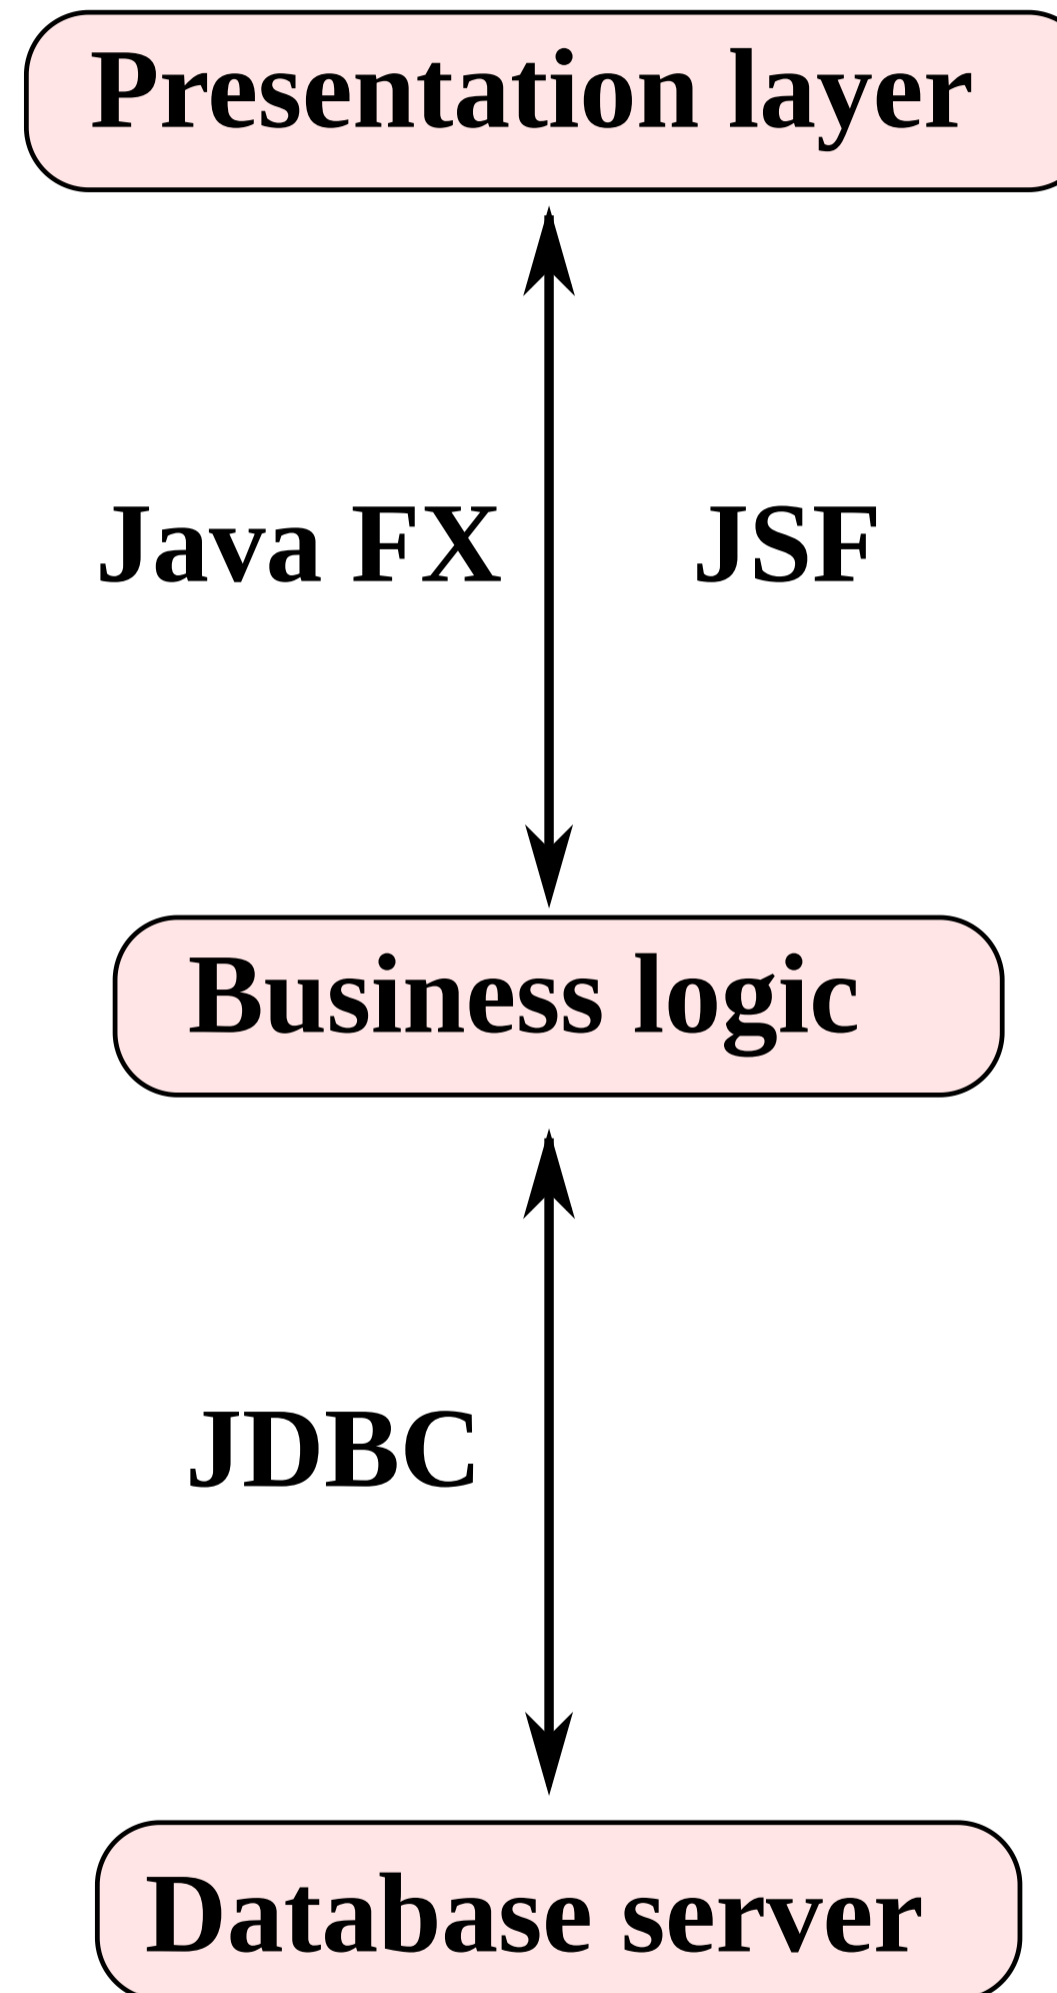 Presentation layer
Java FX JSF
Business logic
JDBC
Database server